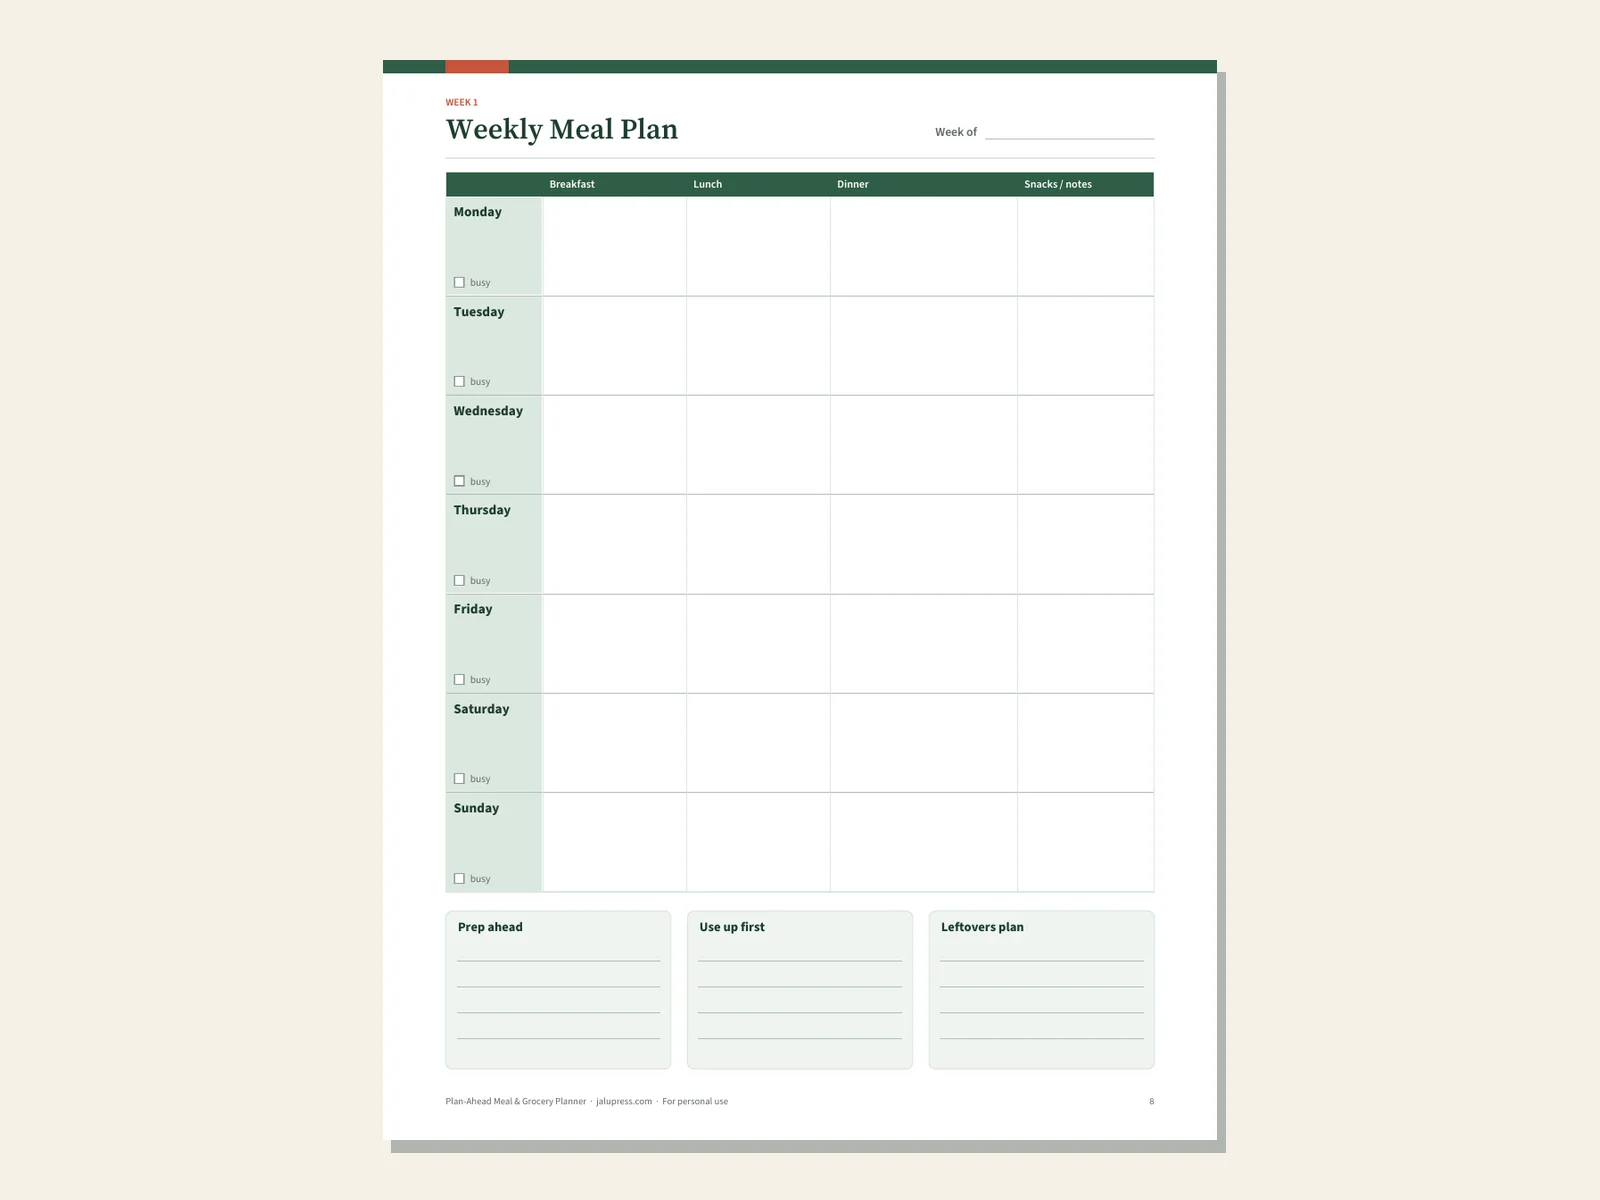 WEEK 1
Weekly Meal Plan
Week of
Breakfast Lunch Dinner Snacks / notes
Monday
busy
Tuesday
busy
Wednesday
busy
Thursday
busy
Friday
busy
Saturday
busy
Sunday
busy
Prep ahead Use up first Leftovers plan
Plan-Ahead Meal & Grocery Planner · jalupress.com · For personal use 8